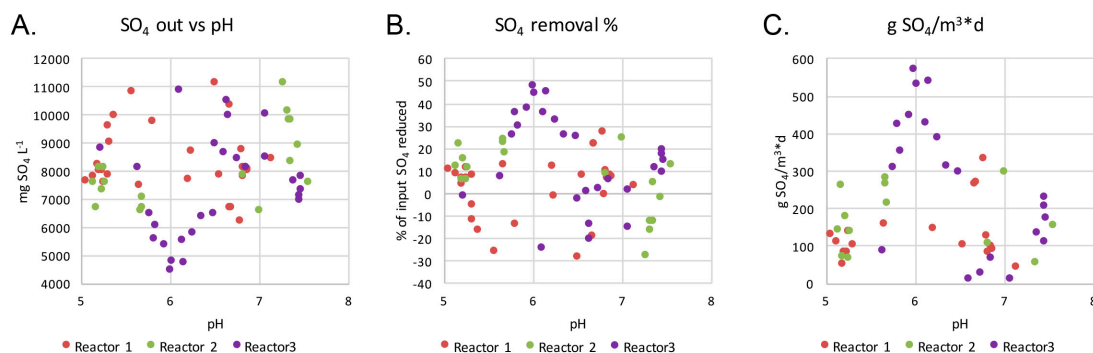 A. SO₄ out vs pH
12000
11000
10000
9000
8000
7000
6000
5000
4000
mg SO₄ L⁻¹
5 6 7 8
pH
Reactor 1 Reactor 2 Reactor3
B. SO₄ removal %
60
50
40
30
20
10
0
-10
-20
-30
-40
% of input SO₄ reduced
5 6 7 8
pH
Reactor 1 Reactor 2 Reactor3
C. g SO₄/m³*d
600
500
400
300
200
100
0
g SO₄/m³*d
5 6 7 8
pH
Reactor 1 Reactor 2 Reactor3